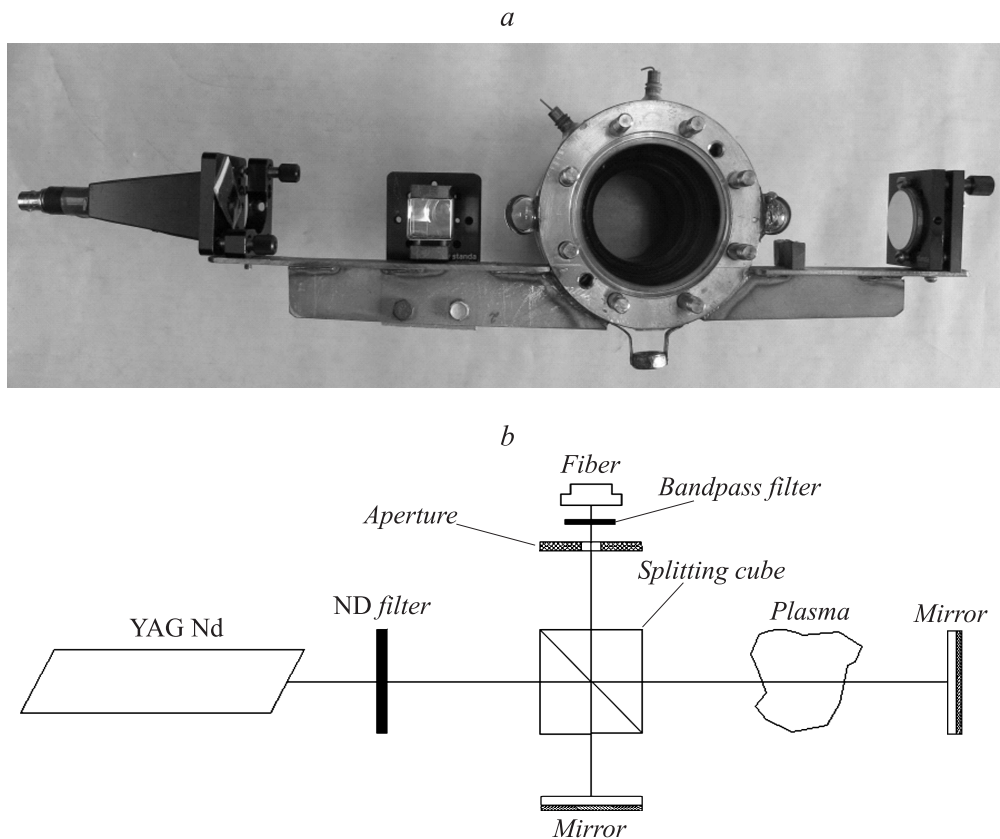 a
standa
b
Fiber
Bandpass filter
Aperture
Splitting cube
ND filter
Plasma
Mirror
YAG Nd
Mirror